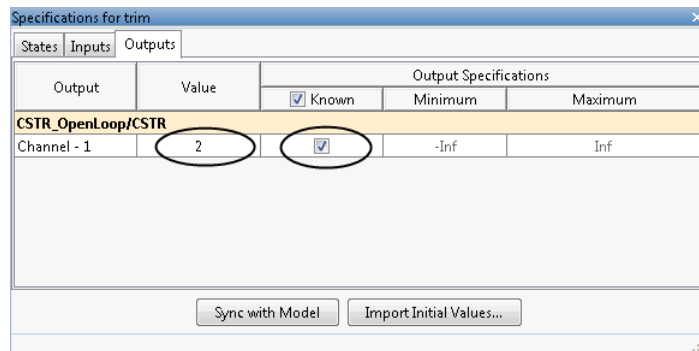 Specifications for trim
States Inputs Outputs
Output Value Output Specifications
Known Minimum Maximum
CSTR_OpenLoop/CSTR
Channel - 1 2 -Inf Inf
Sync with Model Import Initial Values...